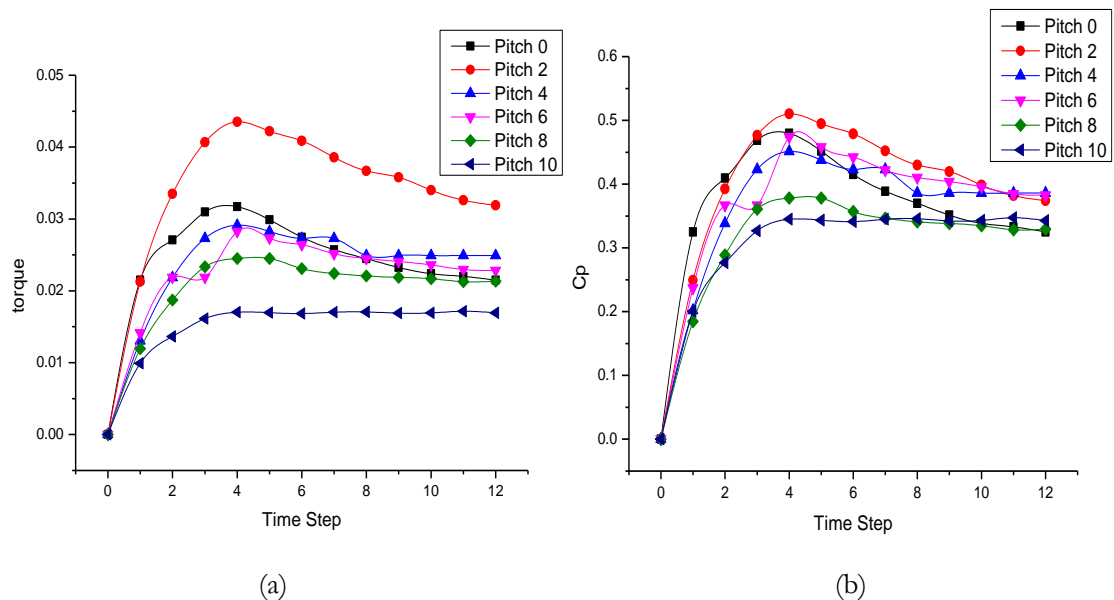 Pitch 0
Pitch 2
Pitch 4
Pitch 6
Pitch 8
Pitch 10
0.05
0.04
0.03
0.02
0.01
0.00
torque
0 2 4 6 8 10 12
Time Step
(a)
Pitch 0
Pitch 2
Pitch 4
Pitch 6
Pitch 8
Pitch 10
0.6
0.5
0.4
0.3
0.2
0.1
0.0
Cp
0 2 4 6 8 10 12
Time Step
(b)